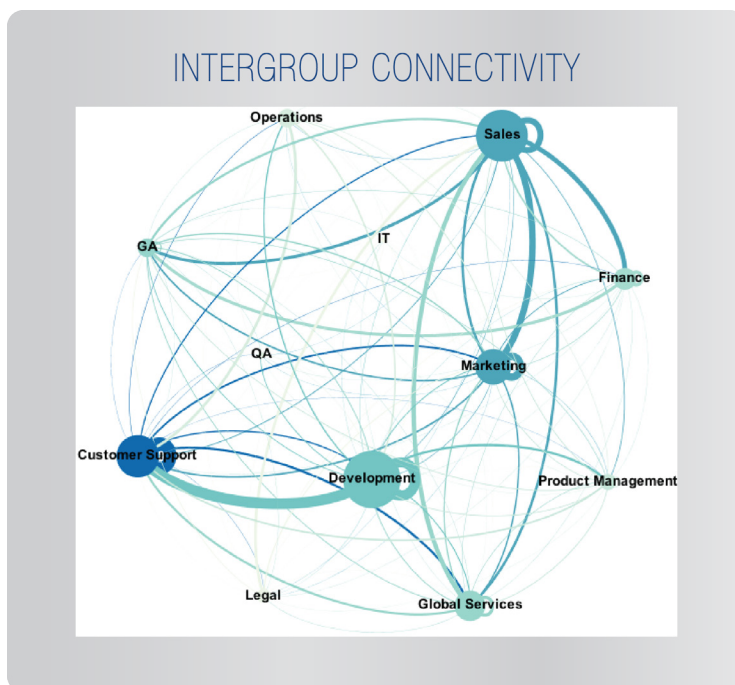 INTERGROUP CONNECTIVITY
Operations
Sales
IT
GA
Finance
QA
Marketing
Customer Support
Development
Product Management
Legal
Global Services